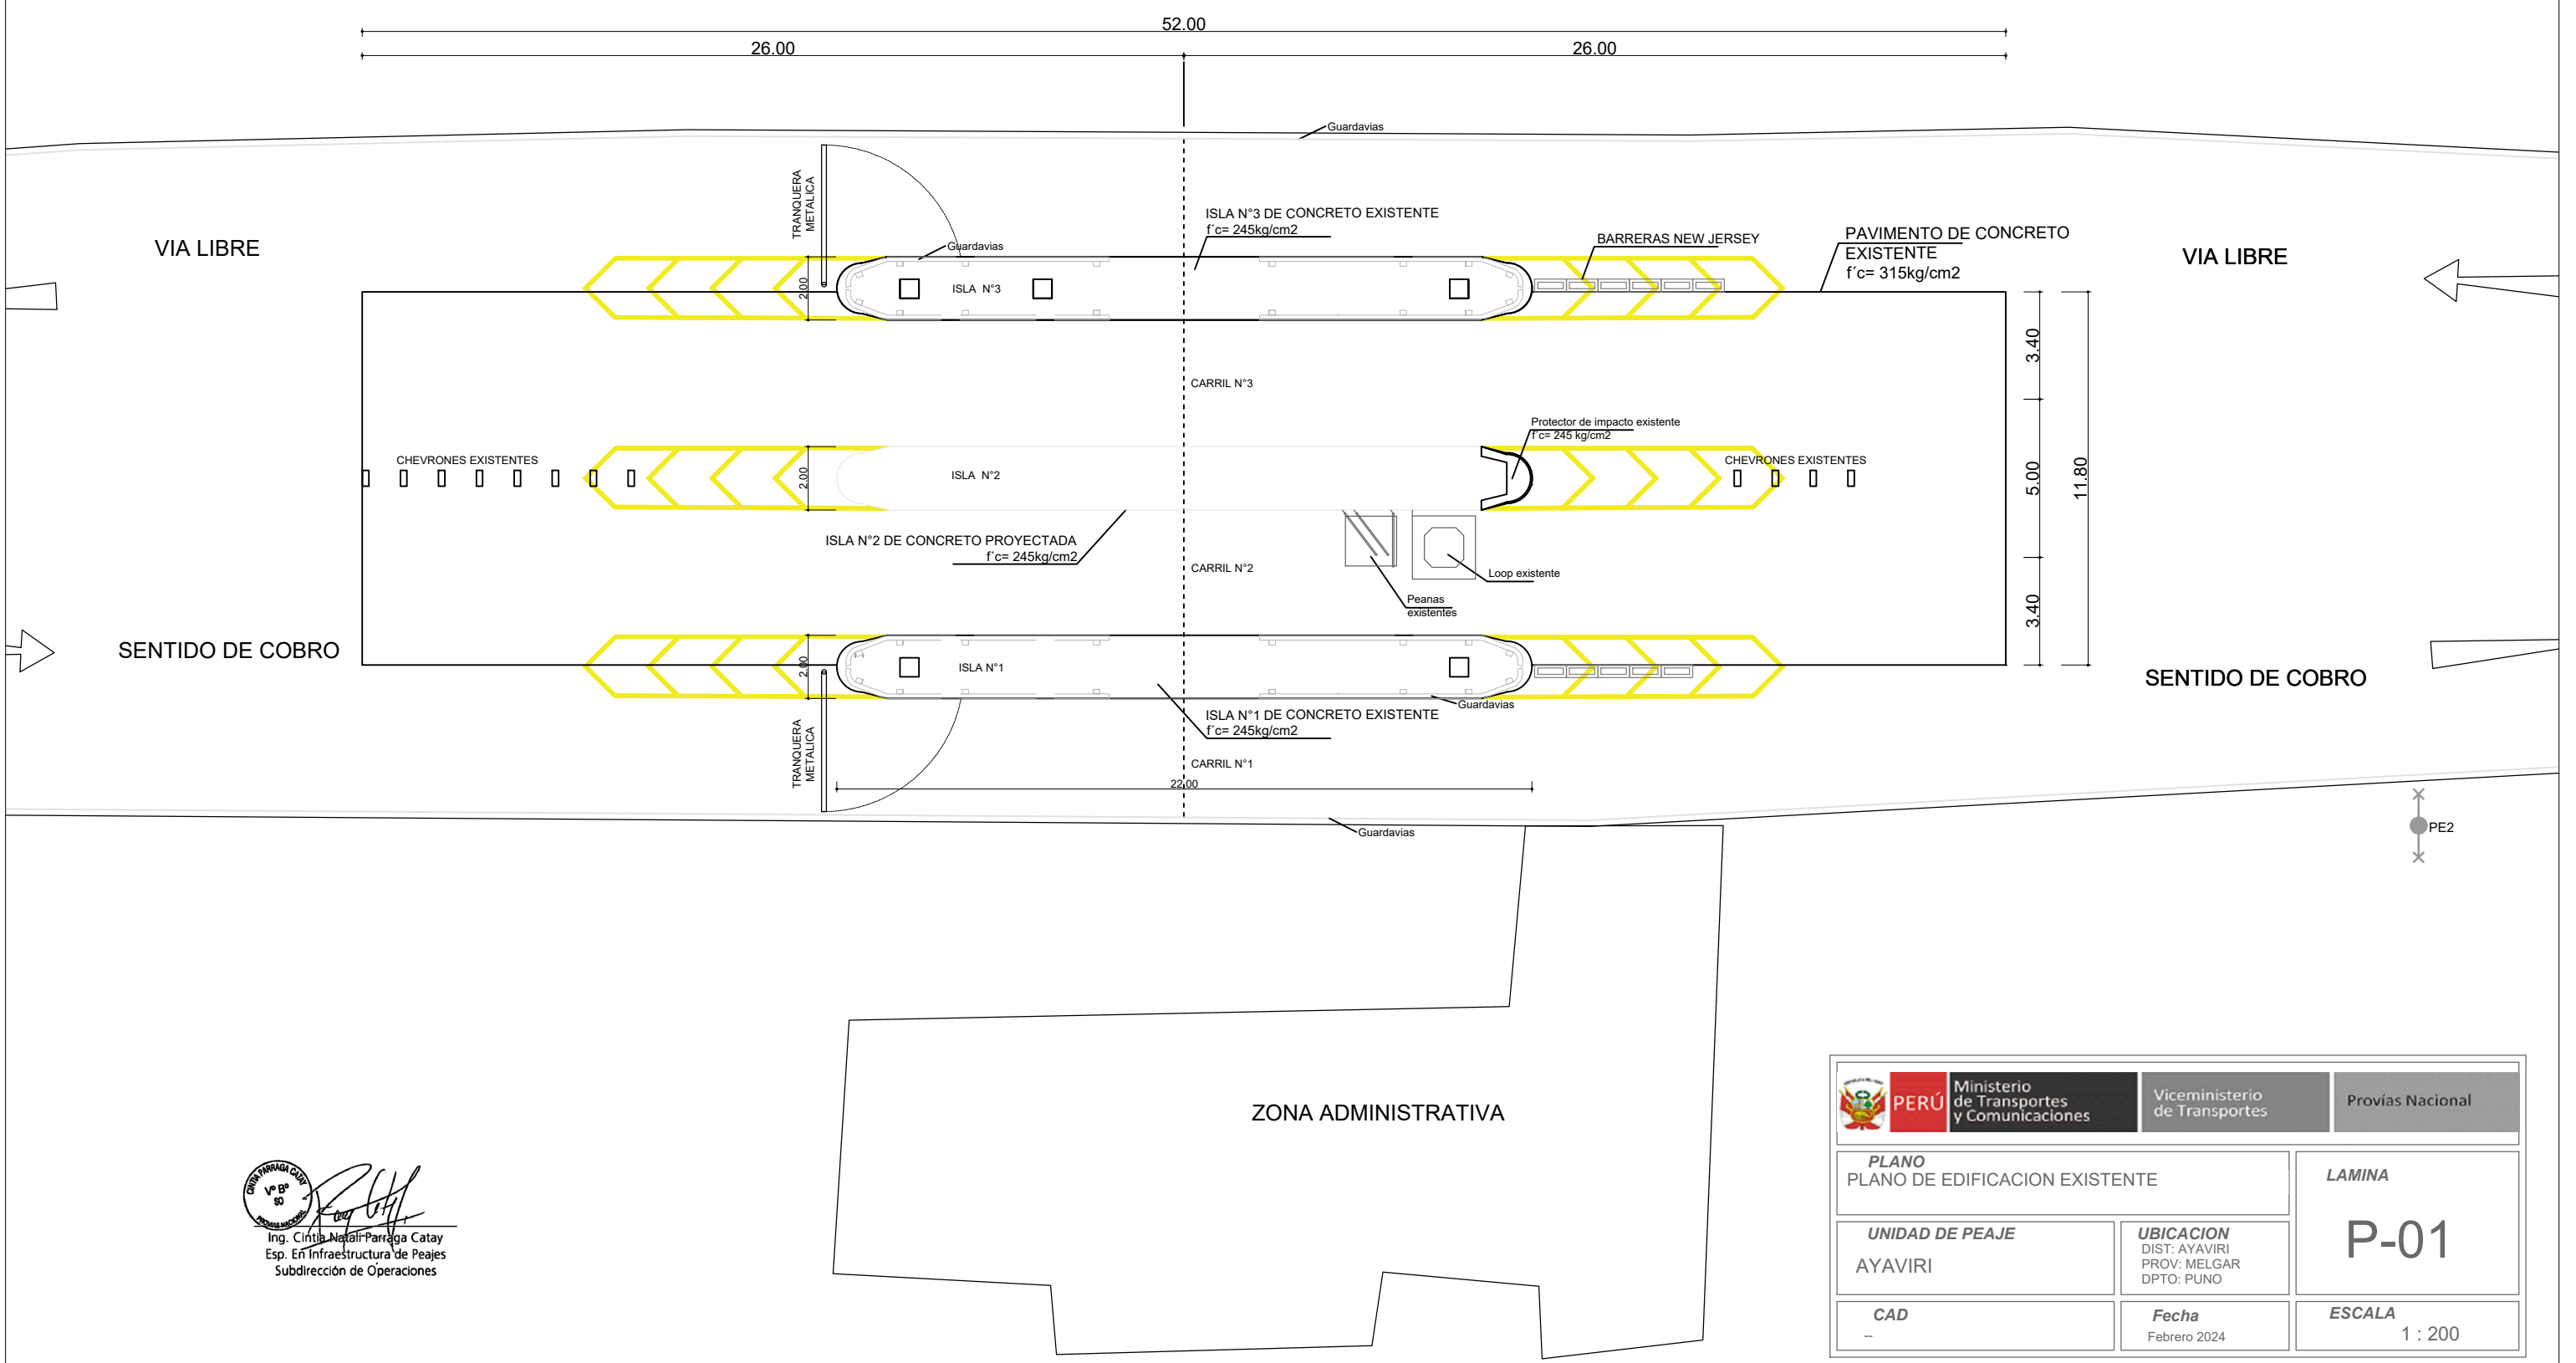 52.00
26.00
26.00
Guardavias
TRANQUERA
METALICA
ISLA N°3 DE CONCRETO EXISTENTE
f´c= 245kg/cm2
Guardavias
BARRERAS NEW JERSEY
PAVIMENTO DE CONCRETO
EXISTENTE
f´c= 315kg/cm2
VIA LIBRE
VIA LIBRE
2.00
ISLA N°3
3.40
CARRIL N°3
Protector de impacto existente
f´c= 245 kg/cm2
CHEVRONES EXISTENTES
CHEVRONES EXISTENTES
2.00
ISLA N°2
5.00
11.80
ISLA N°2 DE CONCRETO PROYECTADA
f´c= 245kg/cm2
CARRIL N°2
Loop existente
Peanas
existentes
3.40
SENTIDO DE COBRO
SENTIDO DE COBRO
2.00
ISLA N°1
Guardavias
ISLA N°1 DE CONCRETO EXISTENTE
f´c= 245kg/cm2
TRANQUERA
METALICA
CARRIL N°1
22.00
Guardavias
PE2
ZONA ADMINISTRATIVA
CINTIA PARRAGA CATAY
V° B°
SO
PROVIAS NACIONAL
Ing. Cintia Natali Parraga Catay
Esp. En Infraestructura de Peajes
Subdirección de Operaciones
PERÚ
Ministerio
de Transportes
y Comunicaciones
Viceministerio
de Transportes
Provías Nacional
PLANO
PLANO DE EDIFICACION EXISTENTE
LAMINA
P-01
UNIDAD DE PEAJE
AYAVIRI
UBICACION
DIST: AYAVIRI
PROV: MELGAR
DPTO: PUNO
CAD
--
Fecha
Febrero 2024
ESCALA
1 : 200